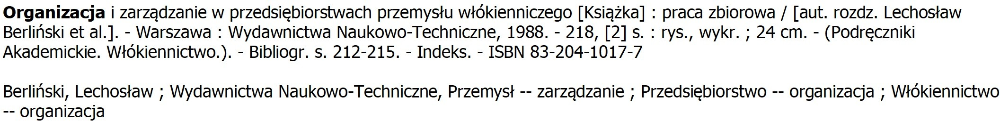 Organizacja i zarządzanie w przedsiębiorstwach przemysłu włókienniczego [Książka] : praca zbiorowa / [aut. rozdz. Lechosław
Berliński et al.]. - Warszawa : Wydawnictwa Naukowo-Techniczne, 1988. - 218, [2] s. : rys., wykr. ; 24 cm. - (Podręczniki
Akademickie. Włókiennictwo.). - Bibliogr. s. 212-215. - Indeks. - ISBN 83-204-1017-7
Berliński, Lechosław ; Wydawnictwa Naukowo-Techniczne, Przemysł -- zarządzanie ; Przedsiębiorstwo -- organizacja ; Włókiennictwo
-- organizacja